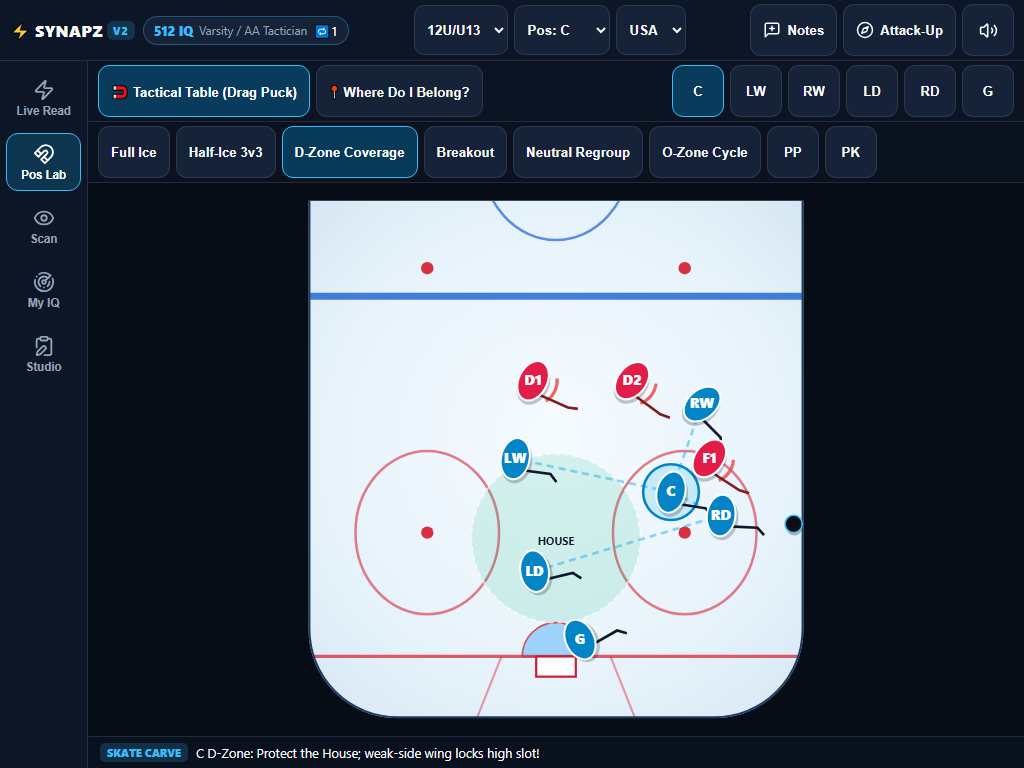 SYNAPZ V2
512 IQ Varsity / AA Tactician 1
12U/U13
Pos: C
USA
Notes
Attack-Up
Live Read
Pos Lab
Scan
My IQ
Studio
Tactical Table (Drag Puck)
Where Do I Belong?
C
LW
RW
LD
RD
G
Full Ice
Half-Ice 3v3
D-Zone Coverage
Breakout
Neutral Regroup
O-Zone Cycle
PP
PK
D1
D2
RW
LW
F1
C
RD
HOUSE
LD
G
SKATE CARVE C D-Zone: Protect the House; weak-side wing locks high slot!